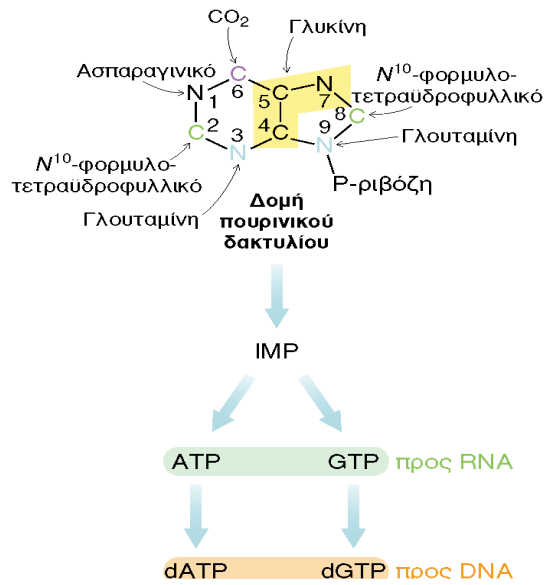 CO₂
Γλυκίνη
Ασπαραγινικό
C
6
N
1
5
C
N
7
N¹⁰-φορμυλο-
τετραϋδροφυλλικό
C
2
3
N
4
C
9
N
8
C
Γλουταμίνη
N¹⁰-φορμυλο-
τετραϋδροφυλλικό
P-ριβόζη
Γλουταμίνη
Δομή
πουρινικού
δακτυλίου
IMP
ATP GTP προς RNA
dATP dGTP προς DNA